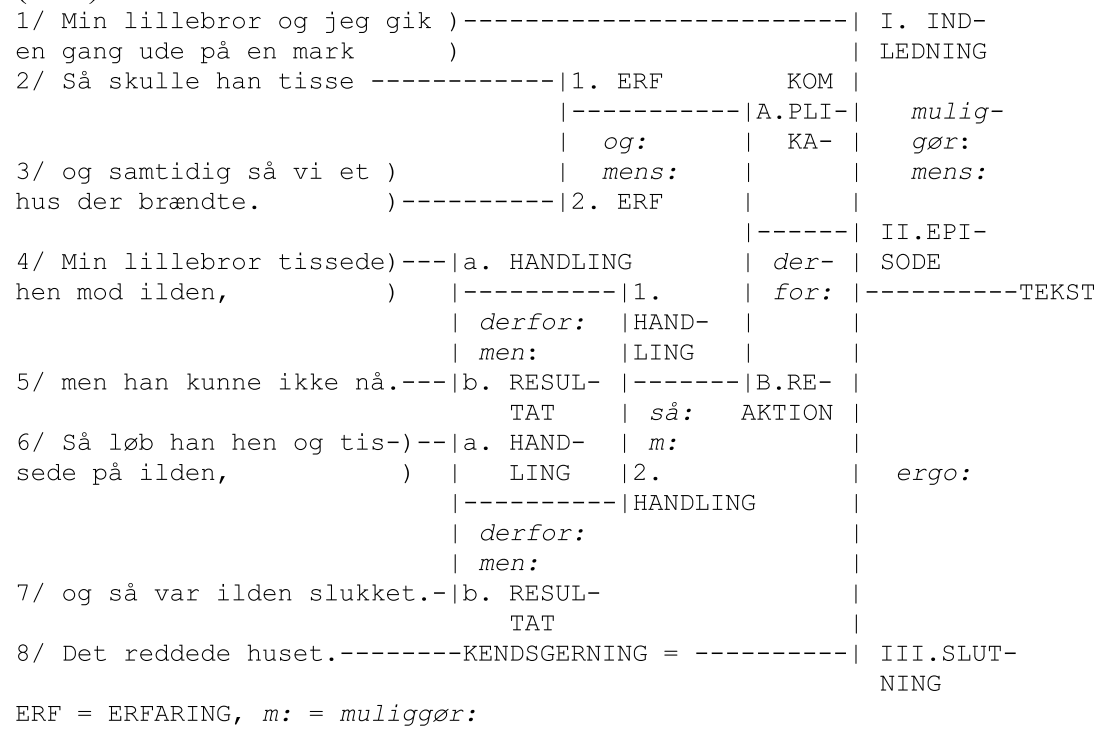 1/ Min lillebror og jeg gik )-------------------------| I. IND-
en gang ude på en mark      )                          | LEDNING
2/ Så skulle han tisse ------------|1. ERF        KOM |
                                    |-----------|A.PLI-|   mulig-
                                    |  og:      |  KA- |   gør:
3/ og samtidig så vi et )           |  mens:    |      |   mens:
hus der brændte.        )----------|2. ERF     |      |
                                                |------| II.EPI-
4/ Min lillebror tissede)---|a. HANDLING       | der- | SODE
hen mod ilden,          )   |----------|1.     | for: |----------TEKST
                            | derfor:  |HAND-  |      |
                            | men:     |LING   |      |
5/ men han kunne ikke nå.---|b. RESUL- |-------|B.RE- |
                                TAT    | så:   AKTION |
6/ Så løb han hen og tis-)--|a. HAND-  | m:           |
sede på ilden,           )  |   LING   |2.            |  ergo:
                            |----------|HANDLING      |
                            | derfor:                 |
                            | men:                    |
7/ og så var ilden slukket.-|b. RESUL-                |
                                TAT                   |
8/ Det reddede huset.--------KENDSGERNING = ----------| III.SLUT-
                                                        NING
ERF = ERFARING, m: = muliggør: